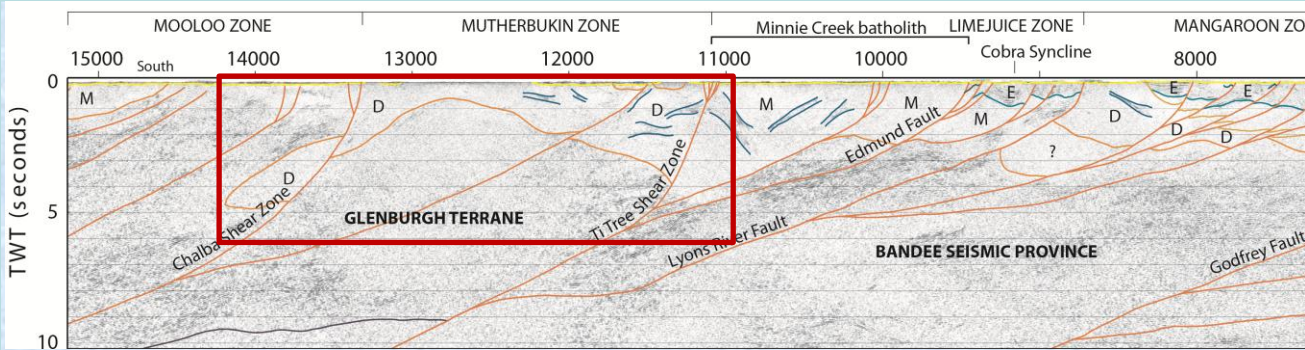 MOOLOO ZONE MUTHERBUKIN ZONE Minnie Creek batholith LIMEJUICE ZONE MANGAROON ZO
Cobra Syncline
15000 South 14000 13000 12000 11000 10000 8000
0
M D D M M M E D E E
D D
Edmund Fault
?
D
TWT (seconds)
5
GLENBURGH TERRANE
Chalba Shear Zone
Ti Tree Shear Zone
Lyons River Fault
BANDEE SEISMIC PROVINCE
Godfrey Fault
10